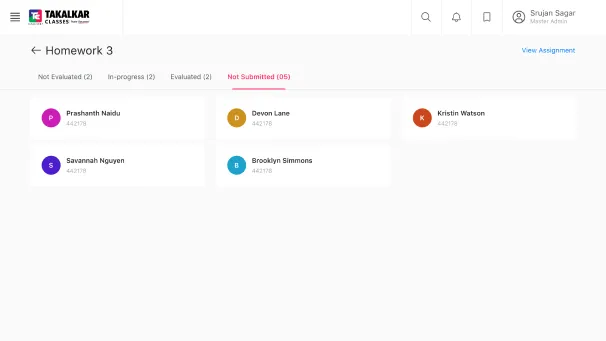 TAKALKAR
CLASSES
Srujan Sagar
Master Admin
Homework 3
View Assignment
Not Evaluated (2) In-progress (2) Evaluated (2) Not Submitted (05)
P Prashanth Naidu
442178
D Devon Lane
442178
K Kristin Watson
442178
S Savannah Nguyen
442178
B Brooklyn Simmons
442178